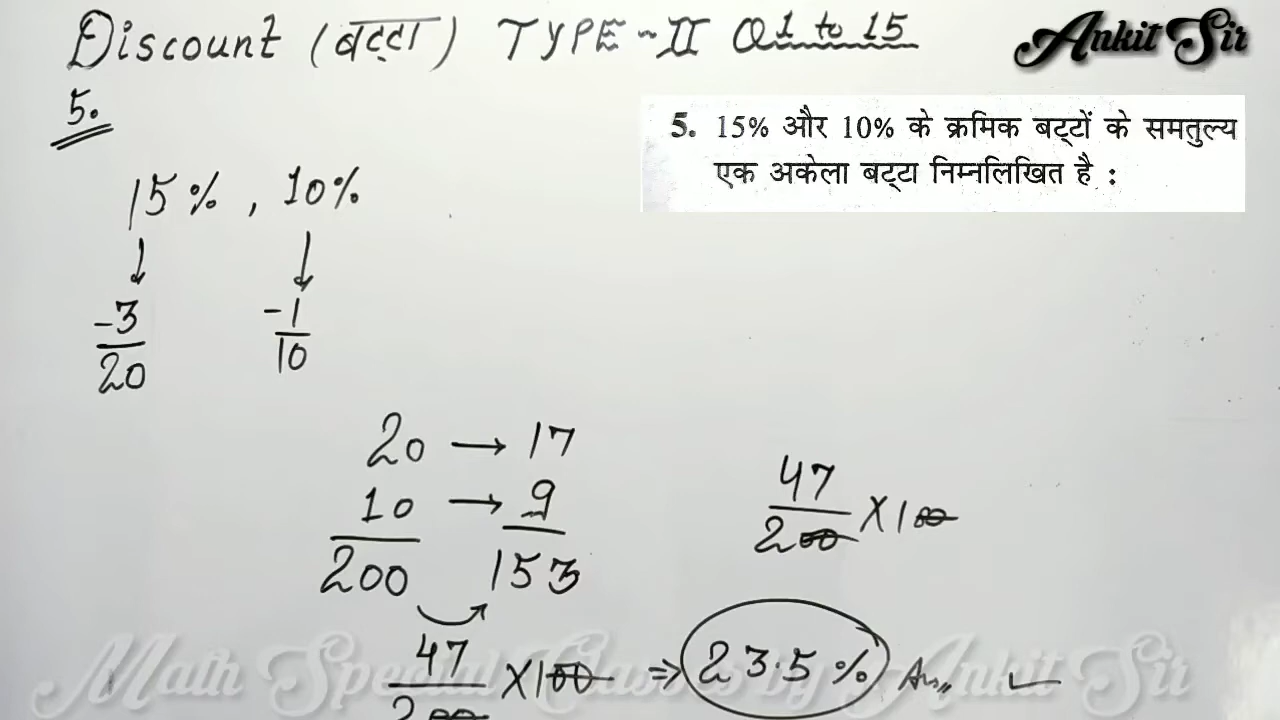 Discount (बट्टा) TYPE-II Q 1 to 15
Ankit Sir
5.
5. 15% और 10% के क्रमिक बट्टों के समतुल्य
एक अकेला बट्टा निम्नलिखित है :
15%, 10%
-3/20 -1/10
20 → 17
10 → 9
200 153
47/200 × 100
47/200 × 100 ⇒ 23.5% Ans
Math Special Classes by Ankit Sir